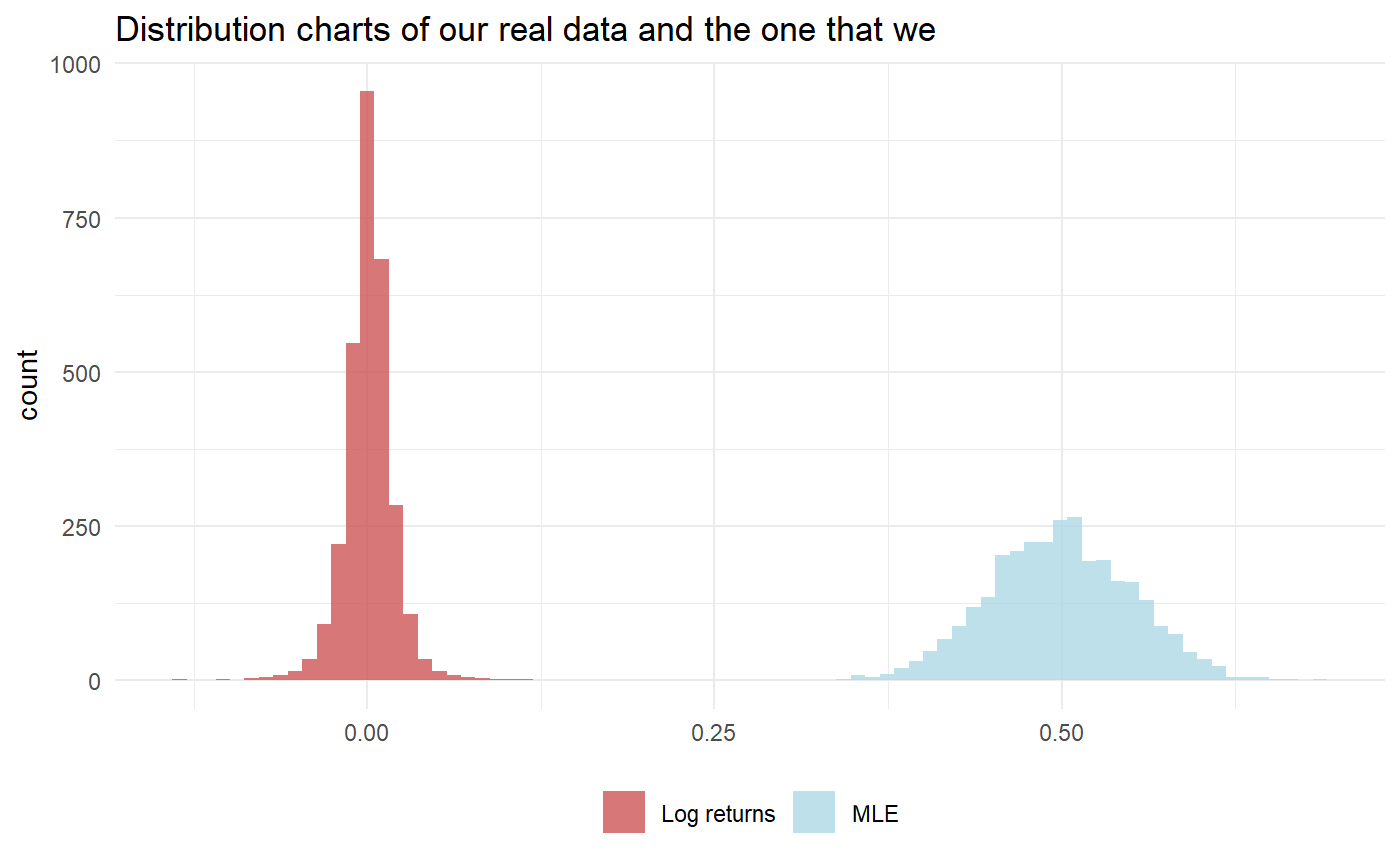 Distribution charts of our real data and the one that we
1000
750
500
250
0
count
0.00
0.25
0.50
Log returns
MLE